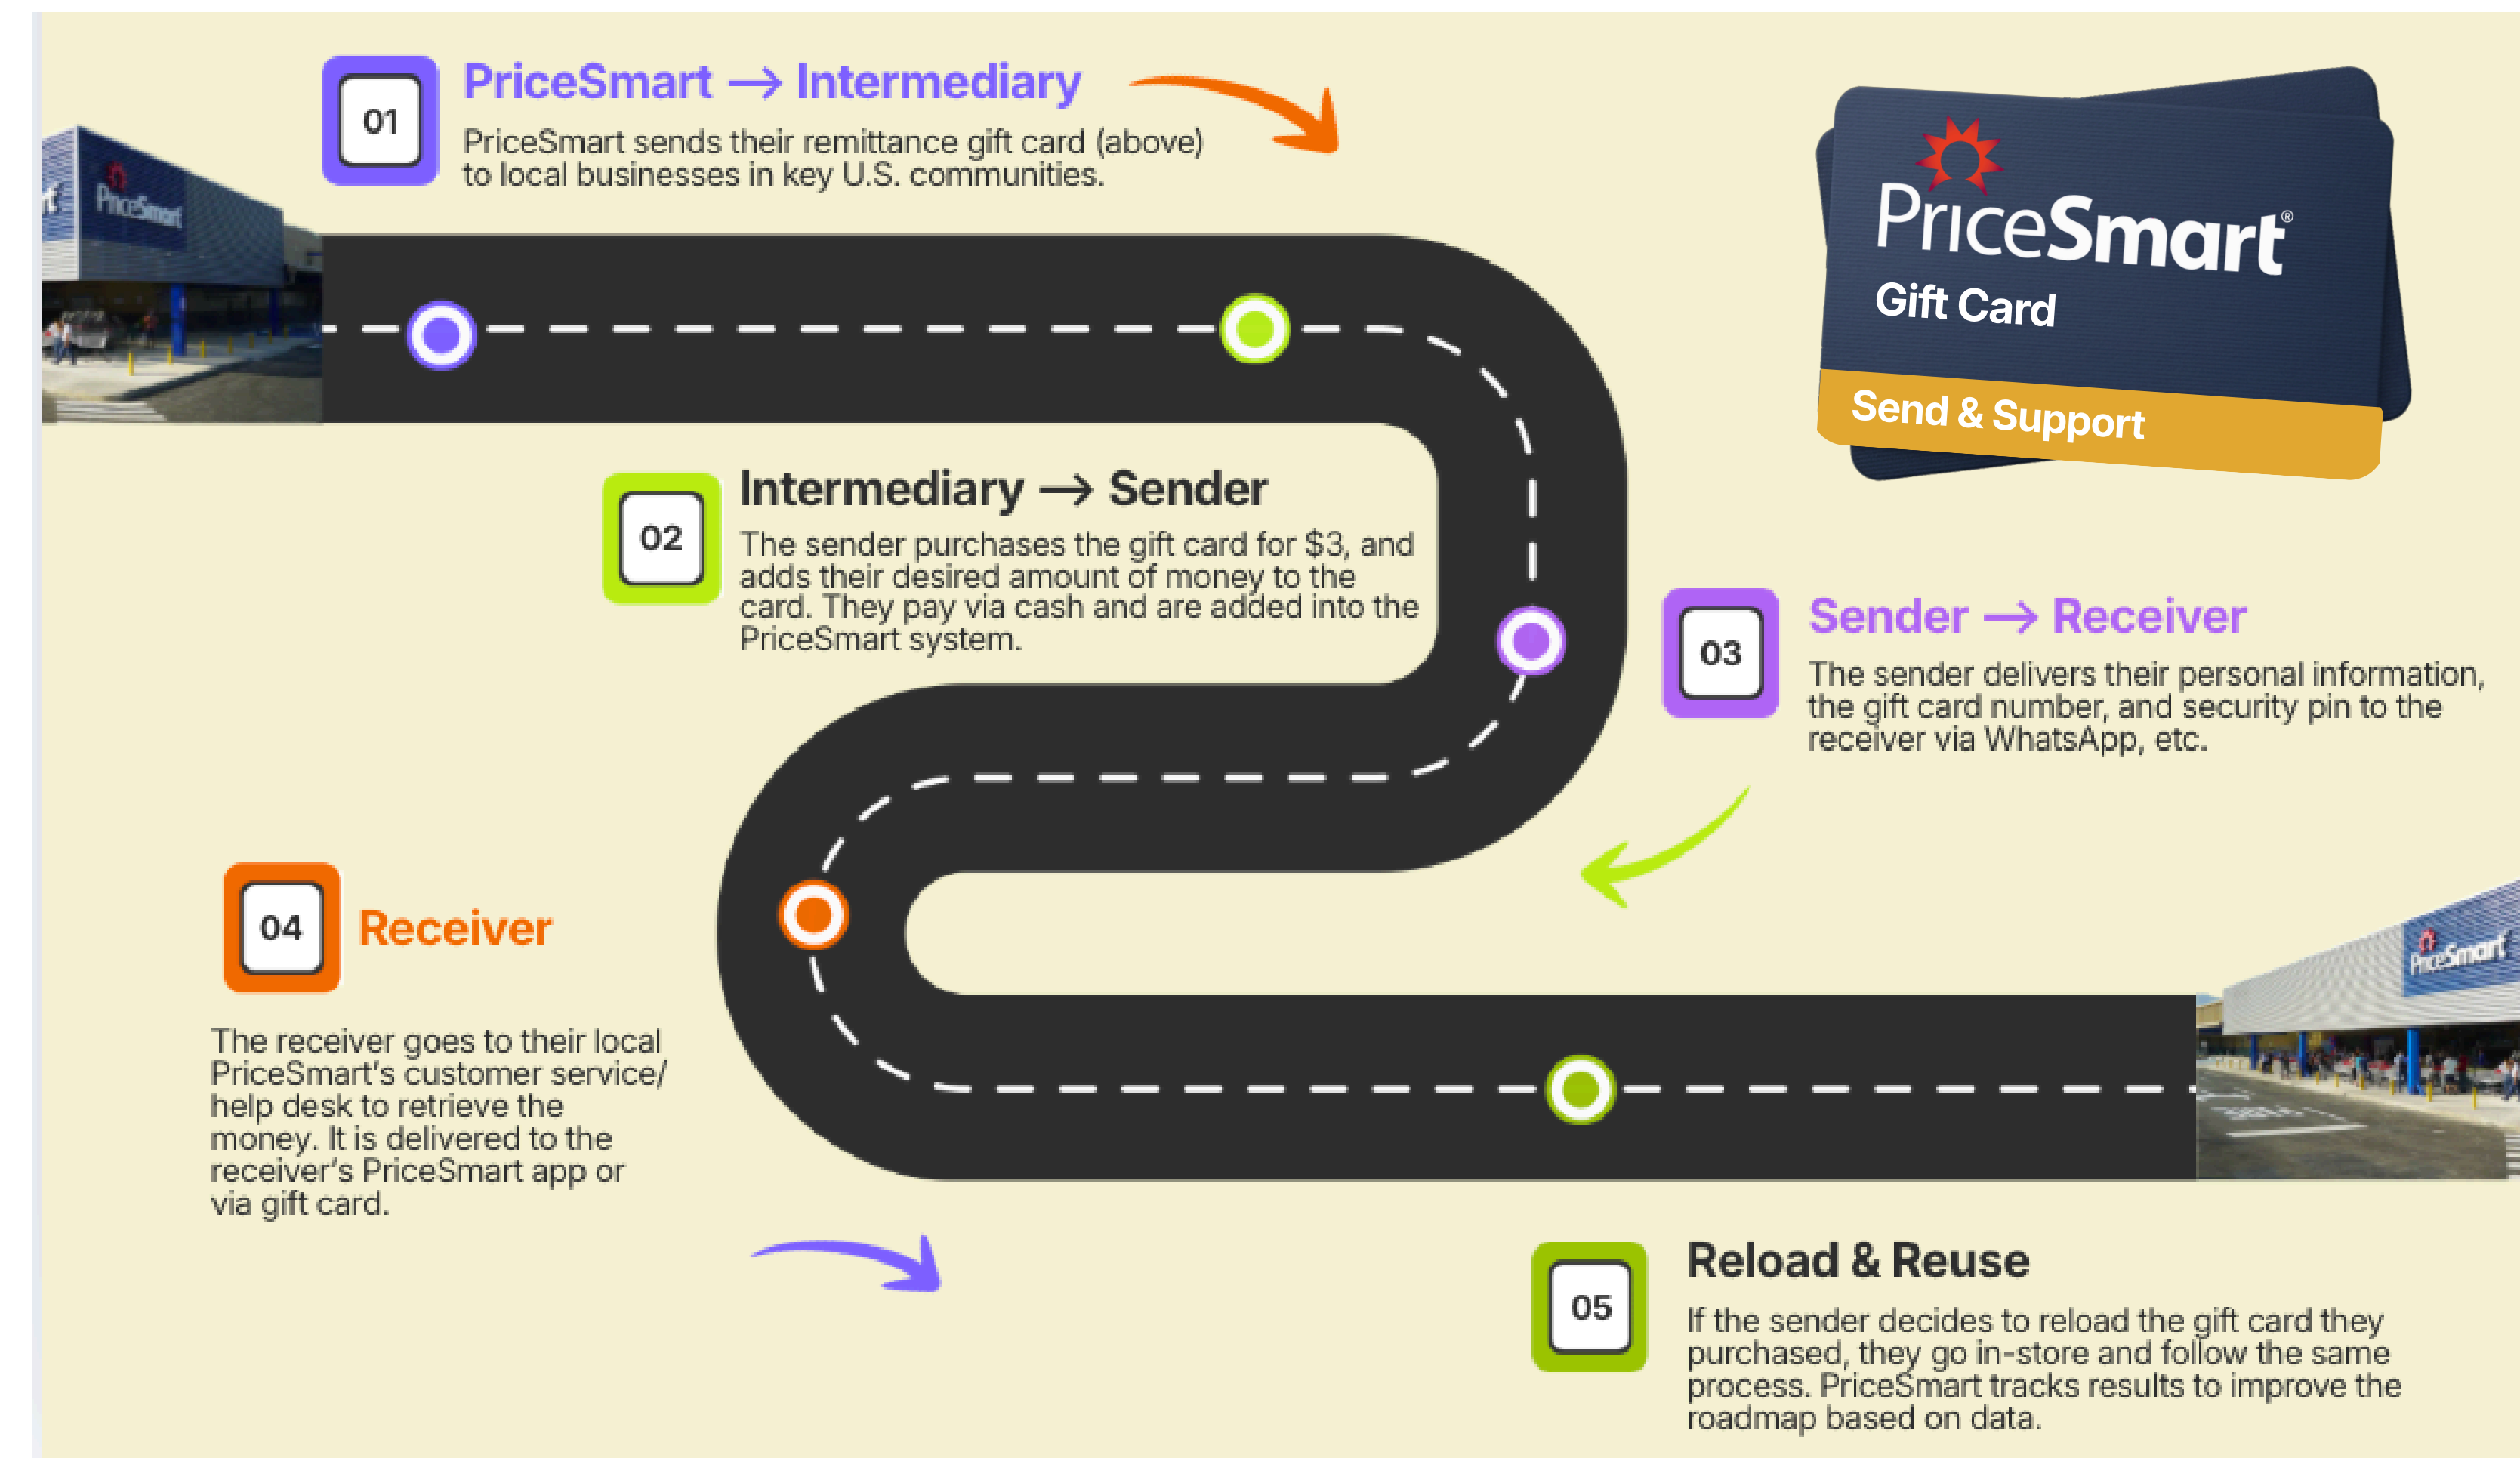 01
PriceSmart → Intermediary
PriceSmart sends their remittance gift card (above)
to local businesses in key U.S. communities.
PriceSmart
PriceSmart®
Gift Card
Send & Support
02
Intermediary → Sender
The sender purchases the gift card for $3, and
adds their desired amount of money to the
card. They pay via cash and are added into the
PriceSmart system.
03
Sender → Receiver
The sender delivers their personal information,
the gift card number, and security pin to the
receiver via WhatsApp, etc.
04
Receiver
The receiver goes to their local
PriceSmart's customer service/
help desk to retrieve the
money. It is delivered to the
receiver's PriceSmart app or
via gift card.
PriceSmart
05
Reload & Reuse
If the sender decides to reload the gift card they
purchased, they go in-store and follow the same
process. PriceSmart tracks results to improve the
roadmap based on data.